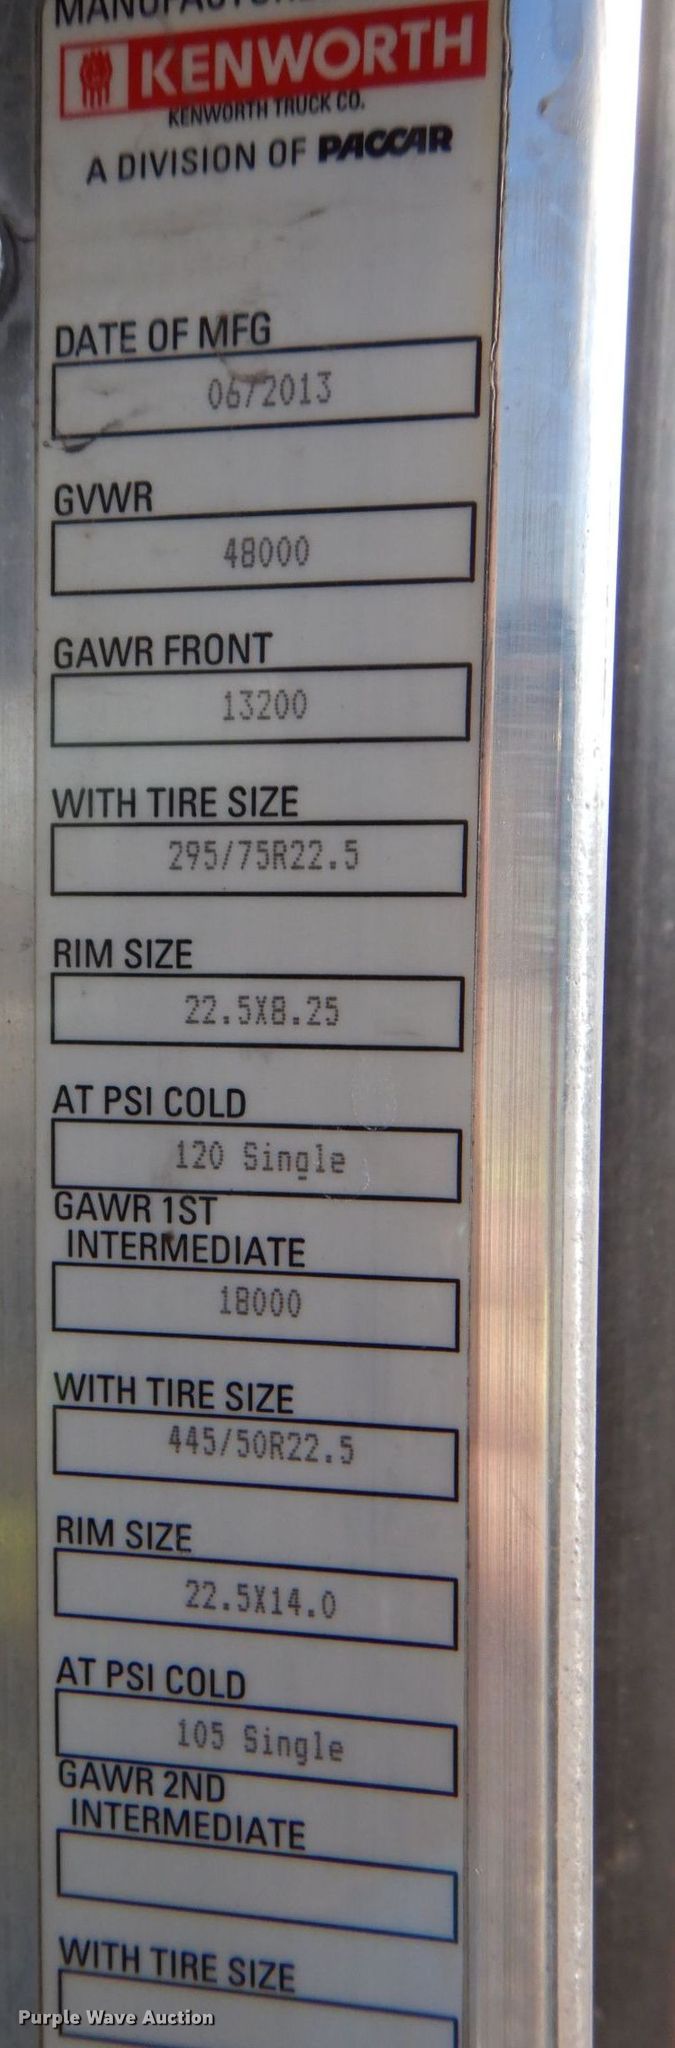 KENWORTH
KENWORTH TRUCK CO.
A DIVISION OF PACCAR
DATE OF MFG
06/2013
GVWR
48000
GAWR FRONT
13200
WITH TIRE SIZE
295/75R22.5
RIM SIZE
22.5X8.25
AT PSI COLD
120 Single
GAWR 1ST
INTERMEDIATE
18000
WITH TIRE SIZE
445/50R22.5
RIM SIZE
22.5X14.0
AT PSI COLD
105 Single
GAWR 2ND
INTERMEDIATE
WITH TIRE SIZE
Purple Wave Auction